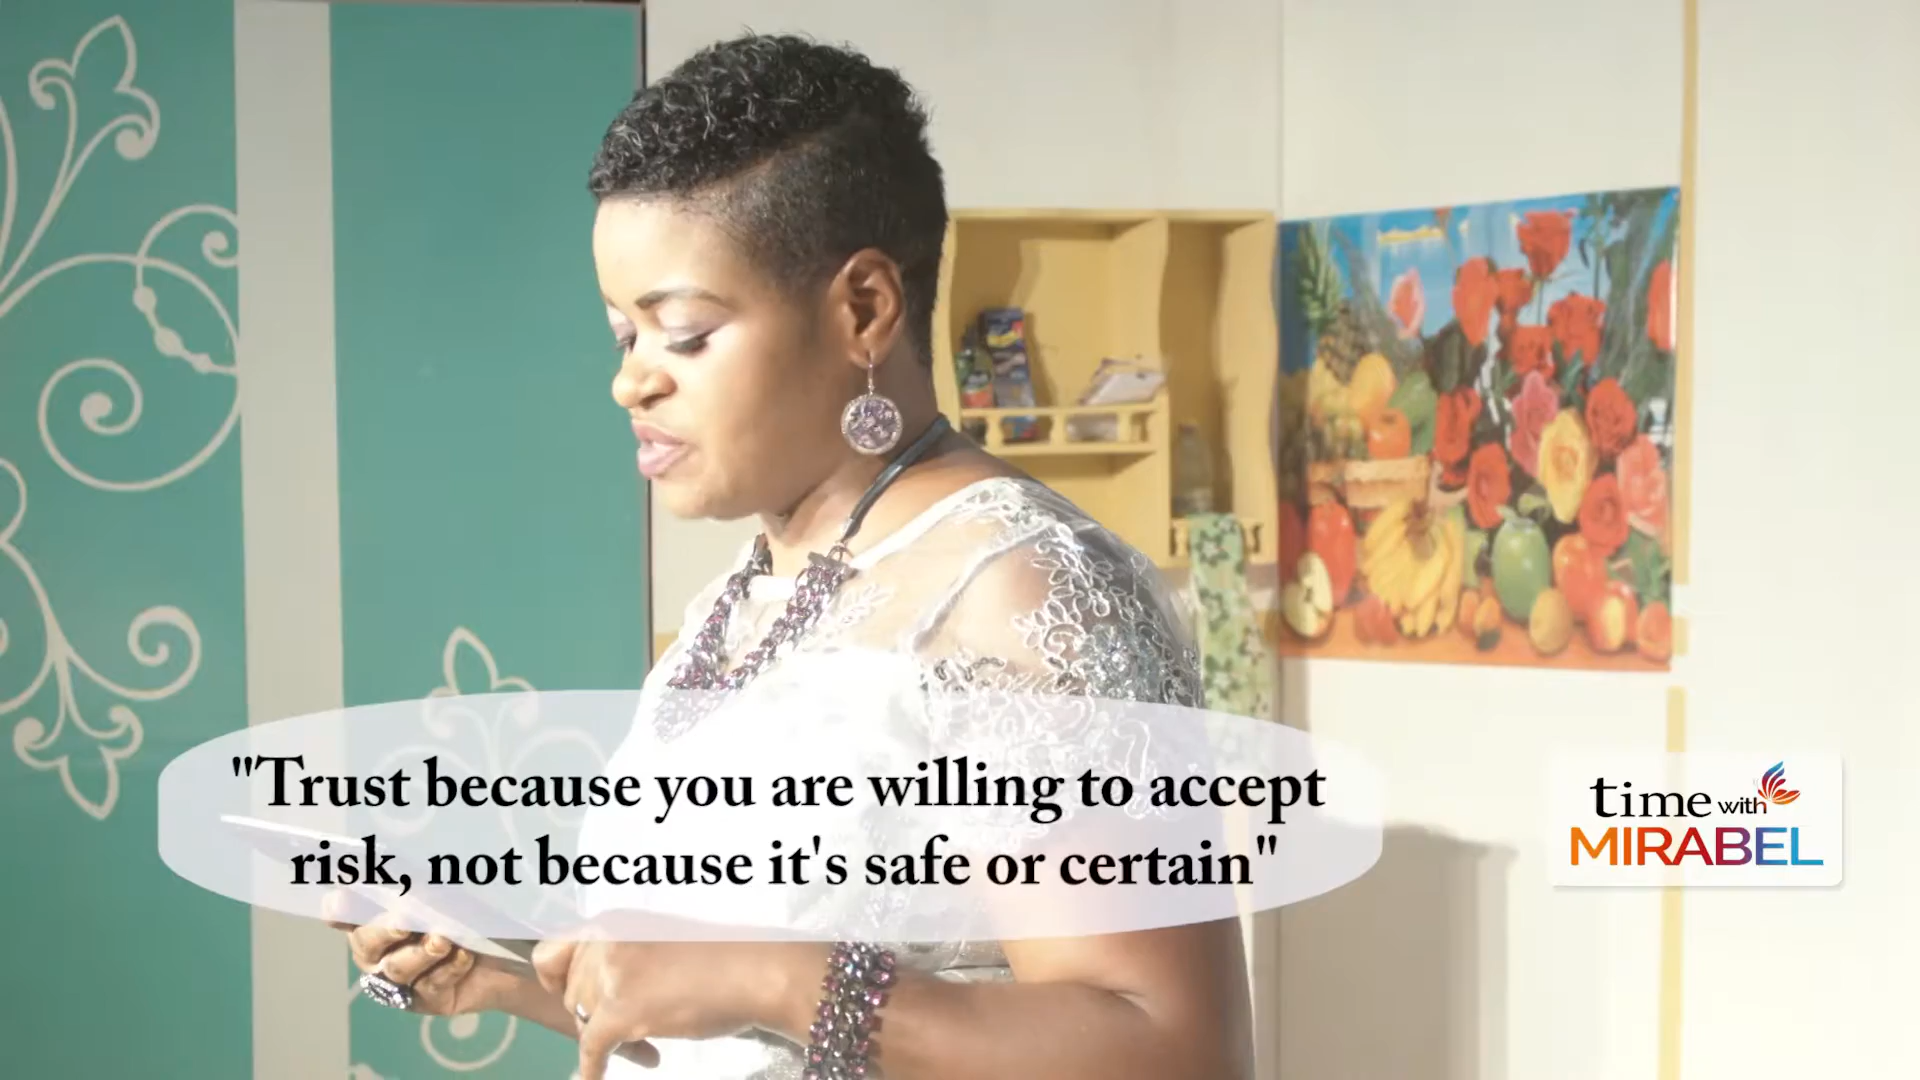 "Trust because you are willing to accept
risk, not because it's safe or certain"
time with
MIRABEL